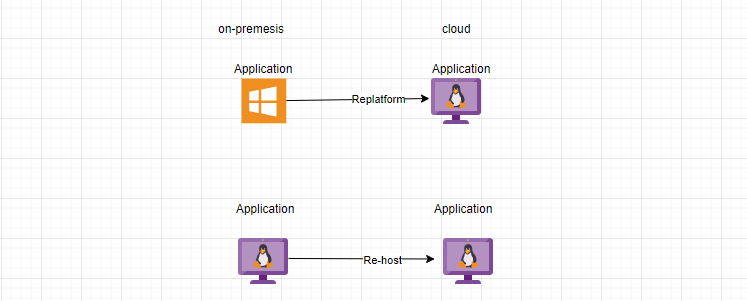 on-premesis
cloud
Application
Application
Replatform
Application
Application
Re-host